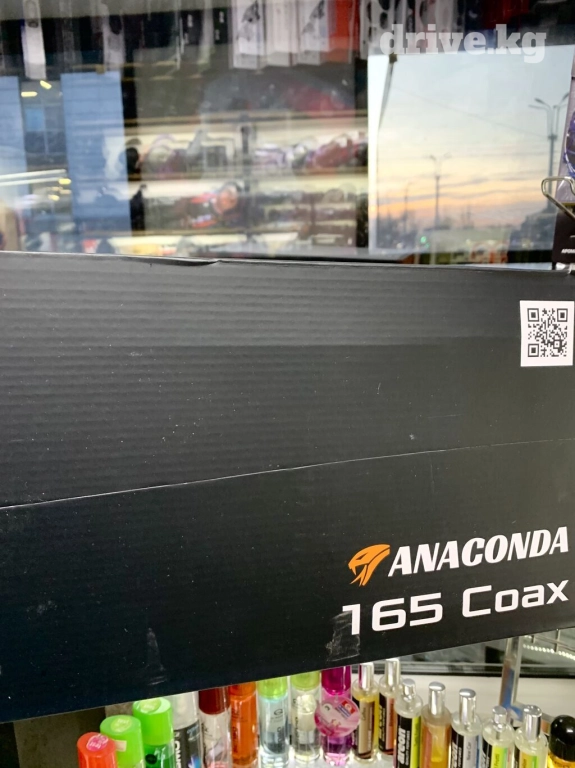 drive.kg
ANACONDA
165 Coax